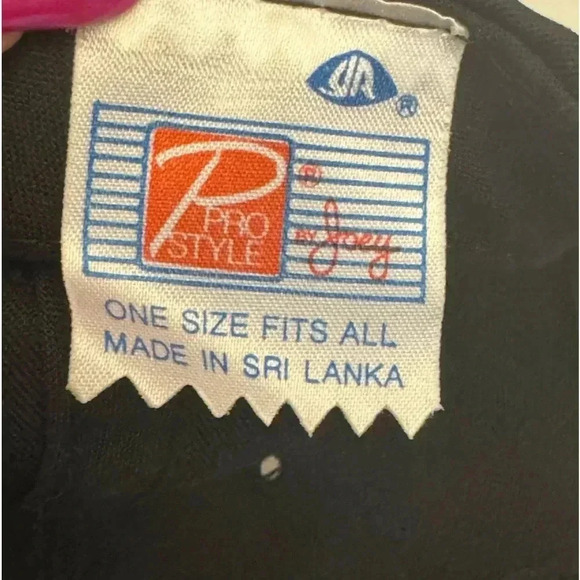 ®
P ®
PRO
STYLE
BY Joey
ONE SIZE FITS ALL
MADE IN SRI LANKA